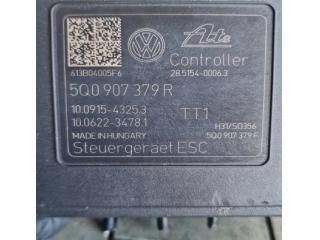 Ate
613B04005F6
Controller
28.5154-0006.3
5Q0 907 379 R
10.0915-4325.3
10.0622-3478.1
TT1
MADE IN HUNGARY
H31/S0356
5Q0 907 379 F
Steuergeraet ESC